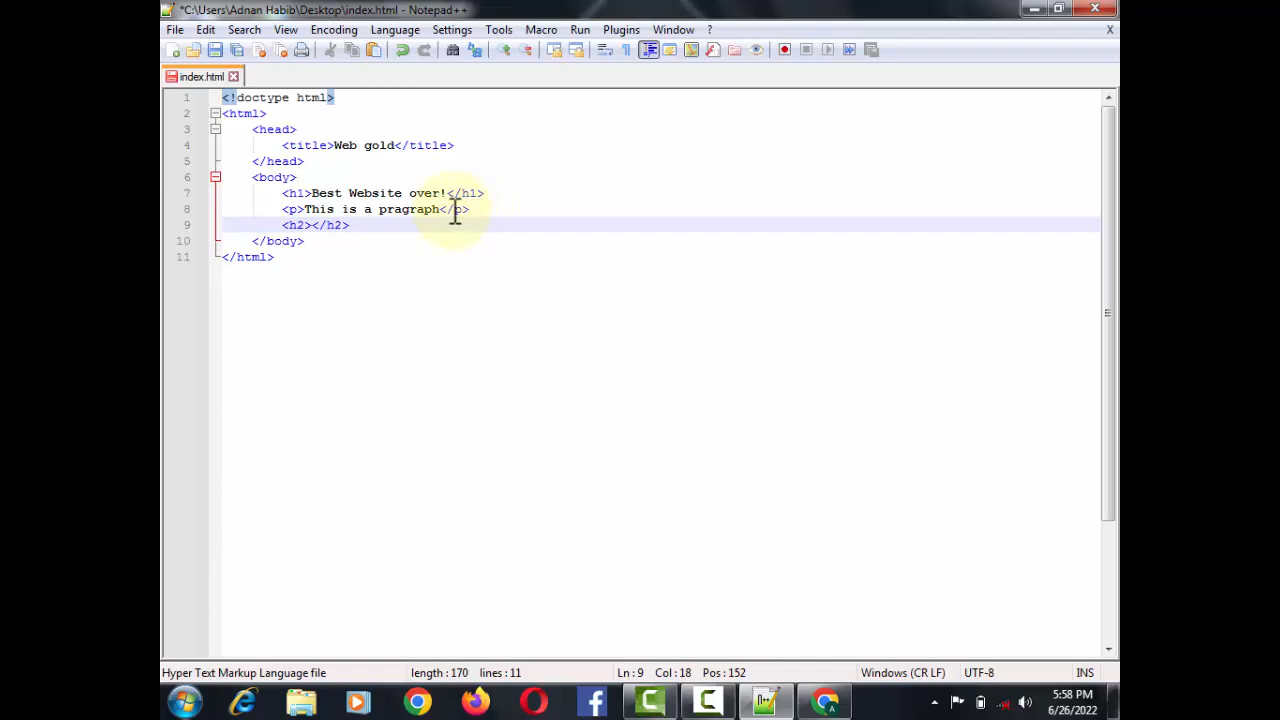 *C:\Users\Adnan Habib\Desktop\index.html - Notepad++
File Edit Search View Encoding Language Settings Tools Macro Run Plugins Window ? X
index.html
1 <!doctype html>
2 <html>
3 <head>
4 <title>Web gold</title>
5 </head>
6 <body>
7 <h1>Best Website over!</h1>
8 <p>This is a pragraph</p>
9 <h2></h2>
10 </body>
11 </html>
Hyper Text Markup Language file length:170 lines:11 Ln:9 Col:18 Pos:152 Windows (CR LF) UTF-8 INS
5:58 PM
6/26/2022